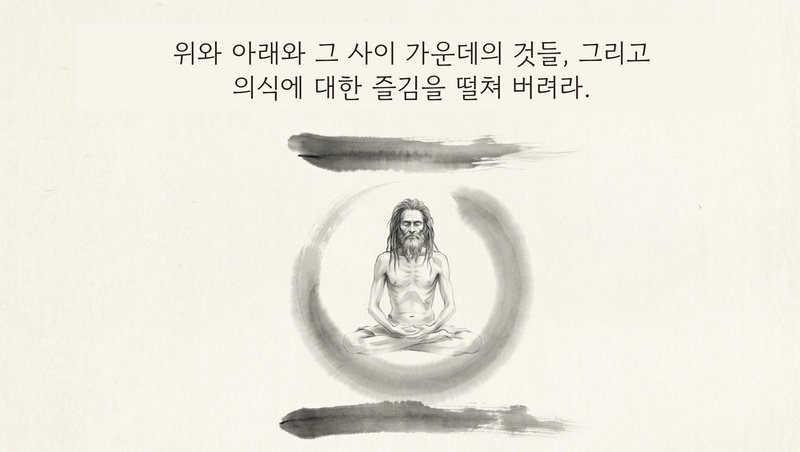 위와 아래와 그 사이 가운데의 것들, 그리고
의식에 대한 즐김을 떨쳐 버려라.